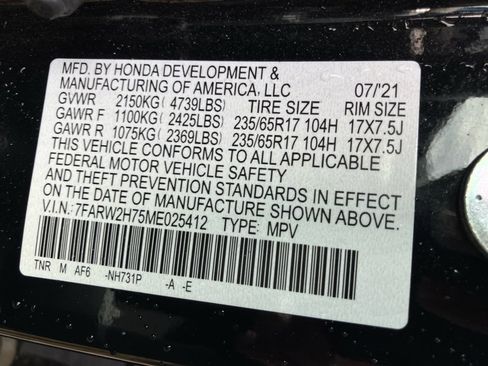 MFD. BY HONDA DEVELOPMENT &
MANUFACTURING OF AMERICA, LLC 07/'21
GVWR 2150KG ( 4739LBS) TIRE SIZE RIM SIZE
GAWR F 1100KG ( 2425LBS) 235/65R17 104H 17X7.5J
GAWR R 1075KG ( 2369LBS) 235/65R17 104H 17X7.5J
THIS VEHICLE CONFORMS TO ALL APPLICABLE
FEDERAL MOTOR VEHICLE SAFETY
AND THEFT PREVENTION STANDARDS IN EFFECT
ON THE DATE OF MANUFACTURE SHOWN ABOVE.
V.I.N.: 7FARW2H75ME025412 TYPE: MPV
TNR M AF6 -NH731P -A -E